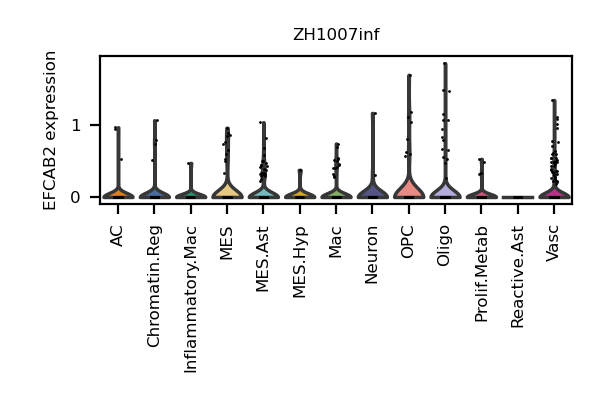 ZH1007inf
EFCAB2 expression
1
0
AC
Chromatin.Reg
Inflammatory.Mac
MES
MES.Ast
MES.Hyp
Mac
Neuron
OPC
Oligo
Prolif.Metab
Reactive.Ast
Vasc